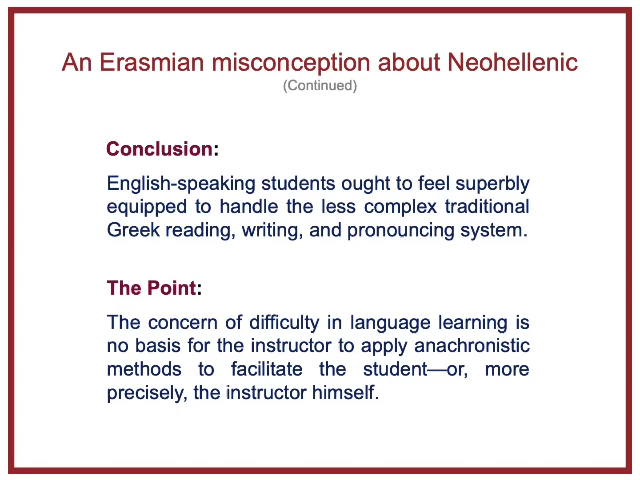 An Erasmian misconception about Neohellenic
(Continued)
Conclusion:
English-speaking students ought to feel superbly
equipped to handle the less complex traditional
Greek reading, writing, and pronouncing system.
The Point:
The concern of difficulty in language learning is
no basis for the instructor to apply anachronistic
methods to facilitate the student—or, more
precisely, the instructor himself.